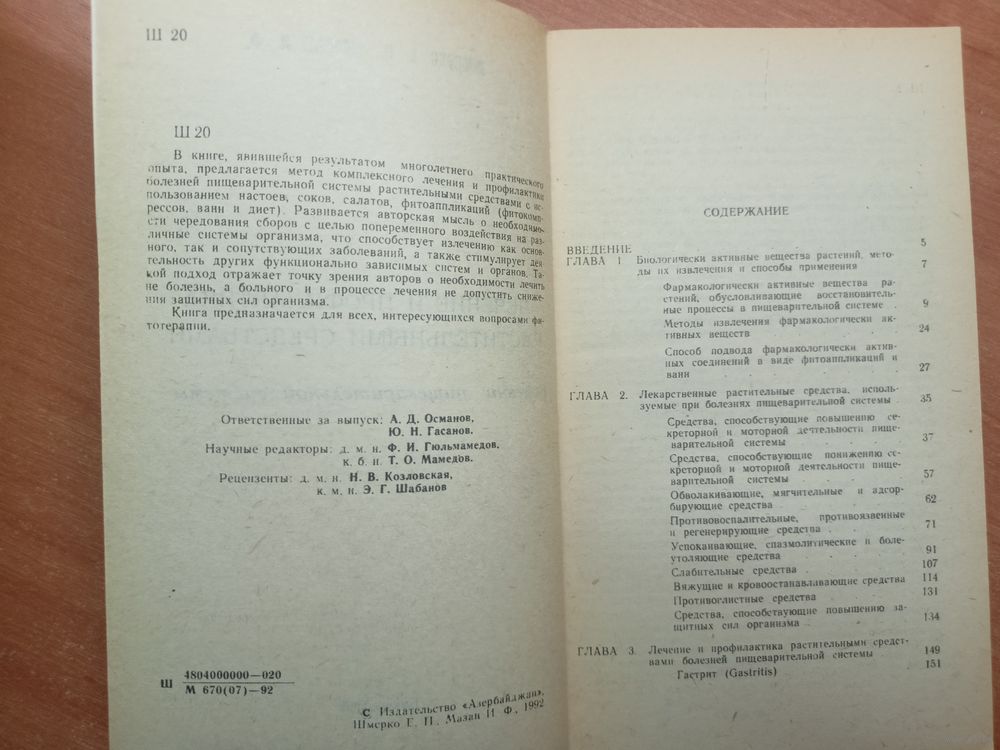 Ш 20
Ш 20
В книге, явившейся результатом многолетнего практического
опыта, предлагается метод комплексного лечения и профилактики
болезней пищеварительной системы растительными средствами с ис-
пользованием настоев, соков, салатов, фитоаппликаций (фитокомп-
рессов, ванн и диет). Развивается авторская мысль о необходимо-
сти чередования сборов с целью попеременного воздействия на раз-
личные системы организма, что способствует излечению как основ-
ного, так и сопутствующих заболеваний, а также стимулирует дея-
тельность других функционально зависимых систем и органов. Та-
кой подход отражает точку зрения авторов о необходимости лечить
не болезнь, а больного и в процессе лечения не допустить сниже-
ния защитных сил организма.
Книга предназначается для всех, интересующихся вопросами фи-
тотерапии.
Ответственные за выпуск: А. Д. Османов,
Ю. Н. Гасанов.
Научные редакторы: д. м. н. Ф. И. Гюльмамедов,
к. б. н. Т. О. Мамедов.
Рецензенты: д. м. н. Н. В. Козловская,
к. м. н. Э. Г. Шабанов
Ш 4804000000—020
М 670(07)—92
С Издательство «Азербайджан»,
Шмерко Е. П., Мазан И. Ф., 1992
СОДЕРЖАНИЕ
ВВЕДЕНИЕ 5
ГЛАВА 1 Биологически активные вещества растений, мето-
ды их извлечения и способы применения 7
Фармакологически активные вещества ра-
стений, обусловливающие восстановитель-
ные процессы в пищеварительной системе . 9
Методы извлечения фармакологически ак-
тивных веществ . . . . . 24
Способ подвода фармакологически актив-
ных соединений в виде фитоаппликаций и
ванн . . . . . . . 27
ГЛАВА 2. Лекарственные растительные средства, исполь-
зуемые при болезнях пищеварительной системы . 35
Средства, способствующие повышению се-
креторной и моторной деятельности пище-
варительной системы . . . . 37
Средства, способствующие понижению се-
креторной и моторной деятельности пище-
варительной системы . . . . 57
Обволакивающие, мягчительные и адсор-
бирующие средства . . . . 62
Противовоспалительные, противоязвенные
и регенерирующие средства . . . 71
Успокаивающие, спазмолитические и боле-
утоляющие средства . . . . 91
Слабительные средства . . . . 107
Вяжущие и кровоостанавливающие средства 114
Противоглистные средства . . . 131
Средства, способствующие повышению за-
щитных сил организма . . . . 134
ГЛАВА 3. Лечение и профилактика растительными средст-
вами болезней пищеварительной системы . 149
Гастрит (Gastritis) . . . . 151